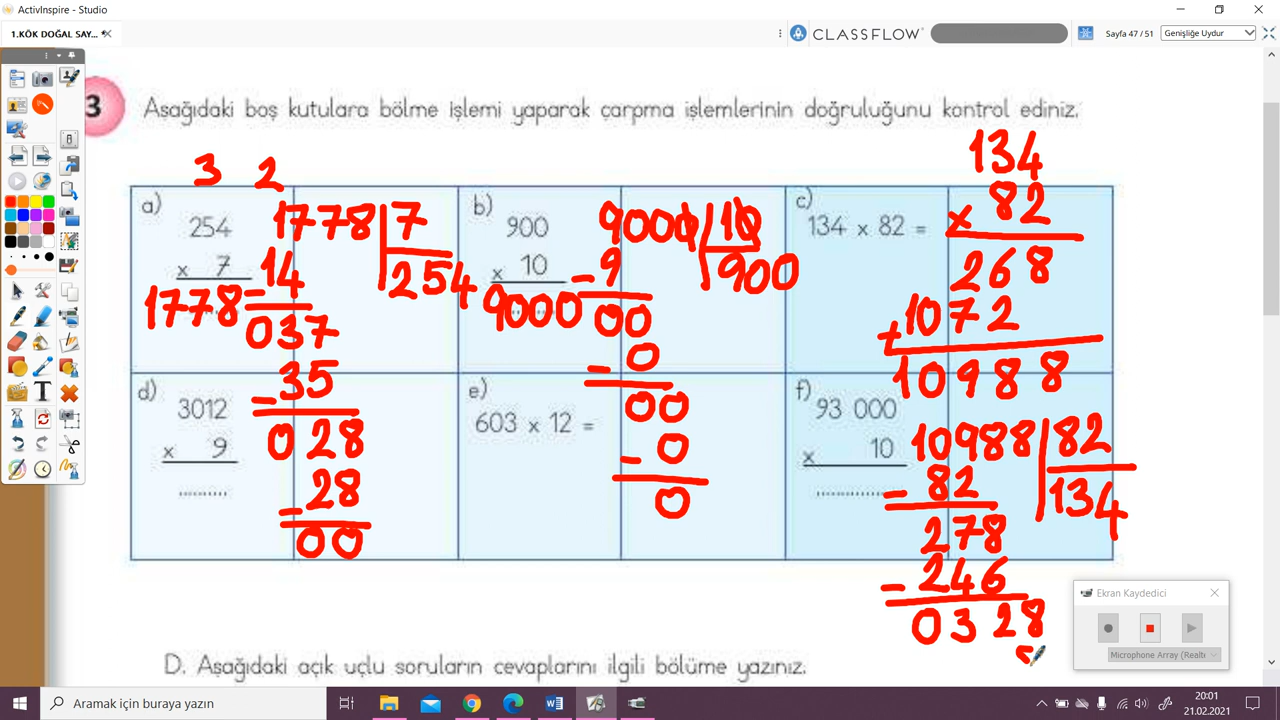 ActivInspire - Studio
1.KÖK DOĞAL SAY...
CLASSFLOW
Sayfa 47 / 51
Genişliğe Uydur
3 Aşağıdaki boş kutulara bölme işlemi yaparak çarpma işlemlerinin doğruluğunu kontrol ediniz.
3 2
a)
254
x 7
1778
1778 7
254
- 14
037
- 35
028
- 28
00
b)
900
x 10
9000
9000 10
900
- 9
00
- 0
00
- 0
0
c)
134 x 82 =
134
x 82
268
+ 1072
10988
10988 82
134
- 82
278
- 246
0328
d)
3012
x 9
..........
e)
603 x 12 =
f)
93 000
x 10
..............
D. Aşağıdaki açık uçlu soruların cevaplarını ilgili bölüme yazınız.
Ekran Kaydedici
Microphone Array (Realt
Aramak için buraya yazın
20:01
21.02.2021